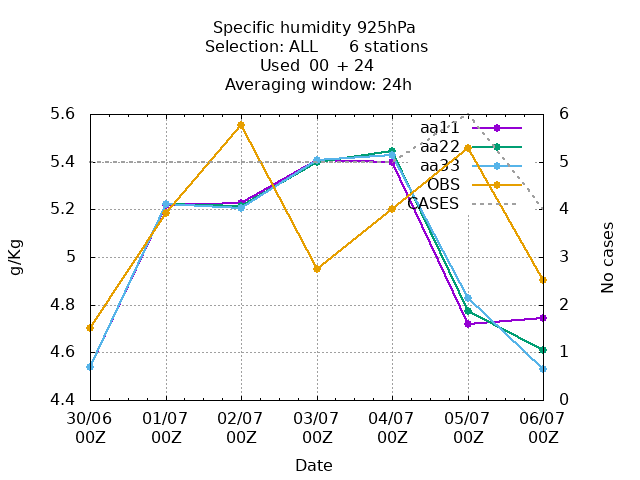 Specific humidity 925hPa
Selection: ALL 6 stations
Used 00 + 24
Averaging window: 24h
5.6
5.4
5.2
5
4.8
4.6
4.4
g/Kg
6
5
4
3
2
1
0
No cases
aa11
aa22
aa33
OBS
CASES
30/06 01/07 02/07 03/07 04/07 05/07 06/07
00Z 00Z 00Z 00Z 00Z 00Z 00Z
Date